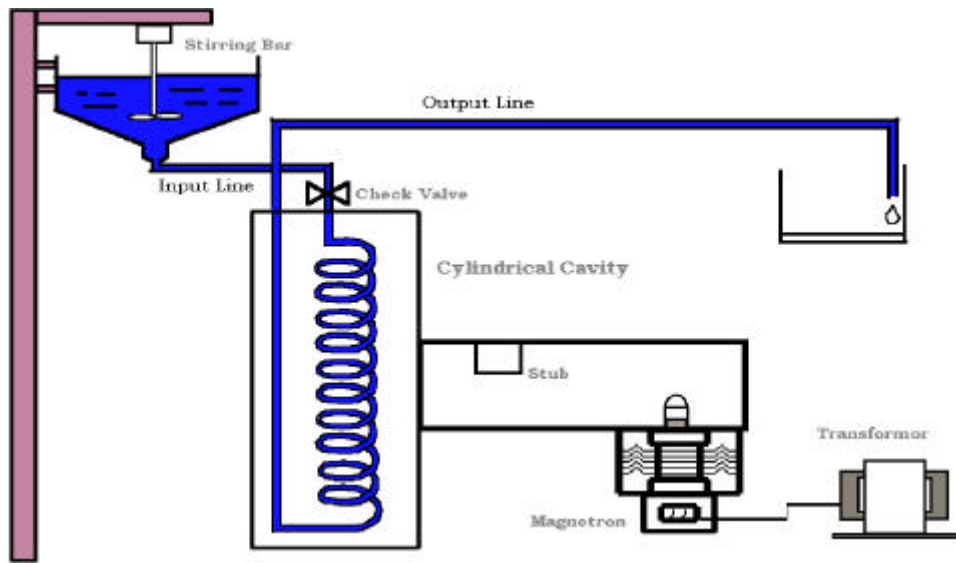 Stirring Bar
Output Line
Input Line
Check Valve
Cylindrical Cavity
Stub
Transformor
Magnetron